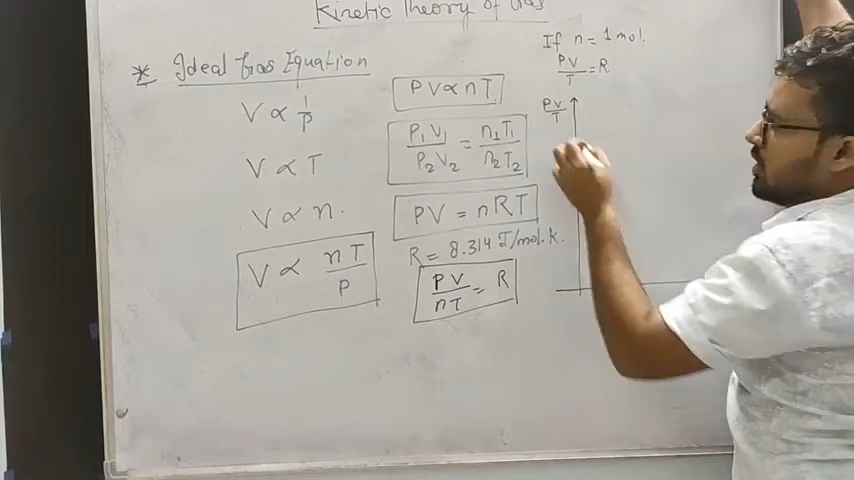 Kinetic Theory of Gas
* Ideal Gas Equation
V ∝ 1/P
V ∝ T
V ∝ n.
V ∝ nT/P
PV ∝ nT
P₁V₁/P₂V₂ = n₁T₁/n₂T₂
PV = nRT
R = 8.314 J/mol.k.
PV/nT = R
If n = 1 mol.
PV/T = R
PV/T